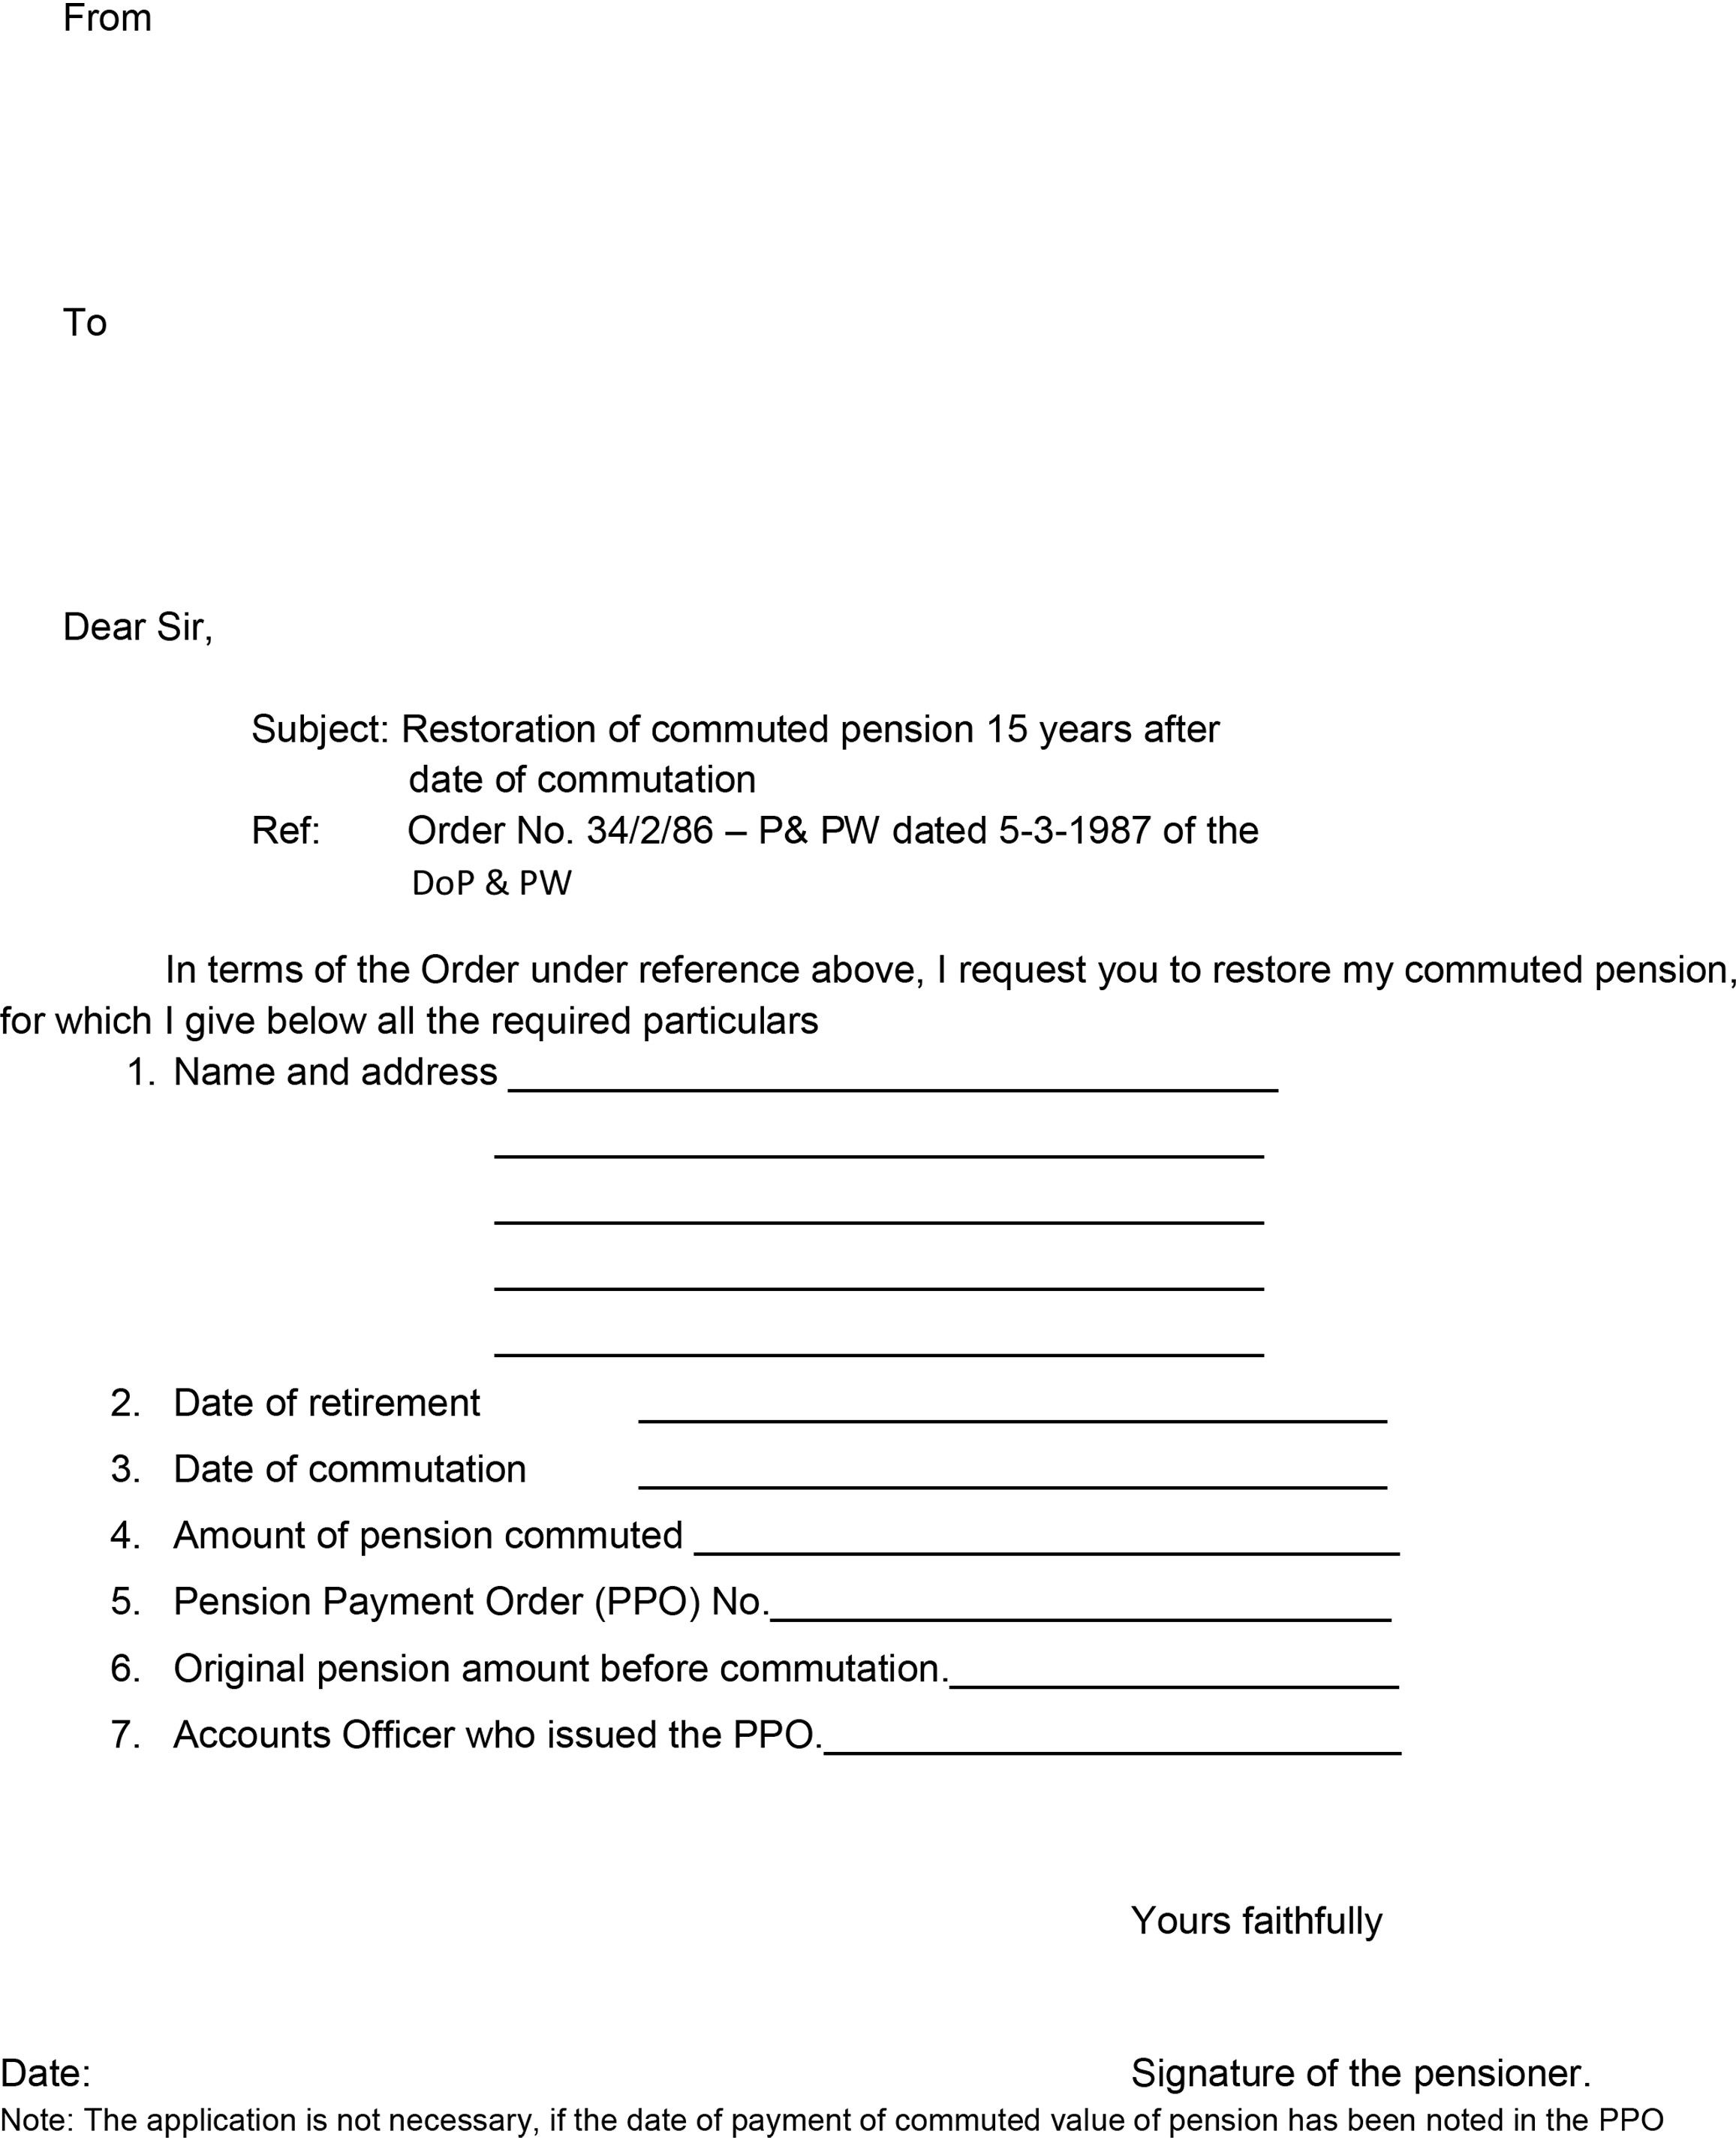 From
To
Dear Sir,
Subject: Restoration of commuted pension 15 years after
date of commutation
Ref: Order No. 34/2/86 – P& PW dated 5-3-1987 of the
DoP & PW
In terms of the Order under reference above, I request you to restore my commuted pension,
for which I give below all the required particulars
1. Name and address
2. Date of retirement
3. Date of commutation
4. Amount of pension commuted
5. Pension Payment Order (PPO) No.
6. Original pension amount before commutation.
7. Accounts Officer who issued the PPO.
Yours faithfully
Date: Signature of the pensioner.
Note: The application is not necessary, if the date of payment of commuted value of pension has been noted in the PPO